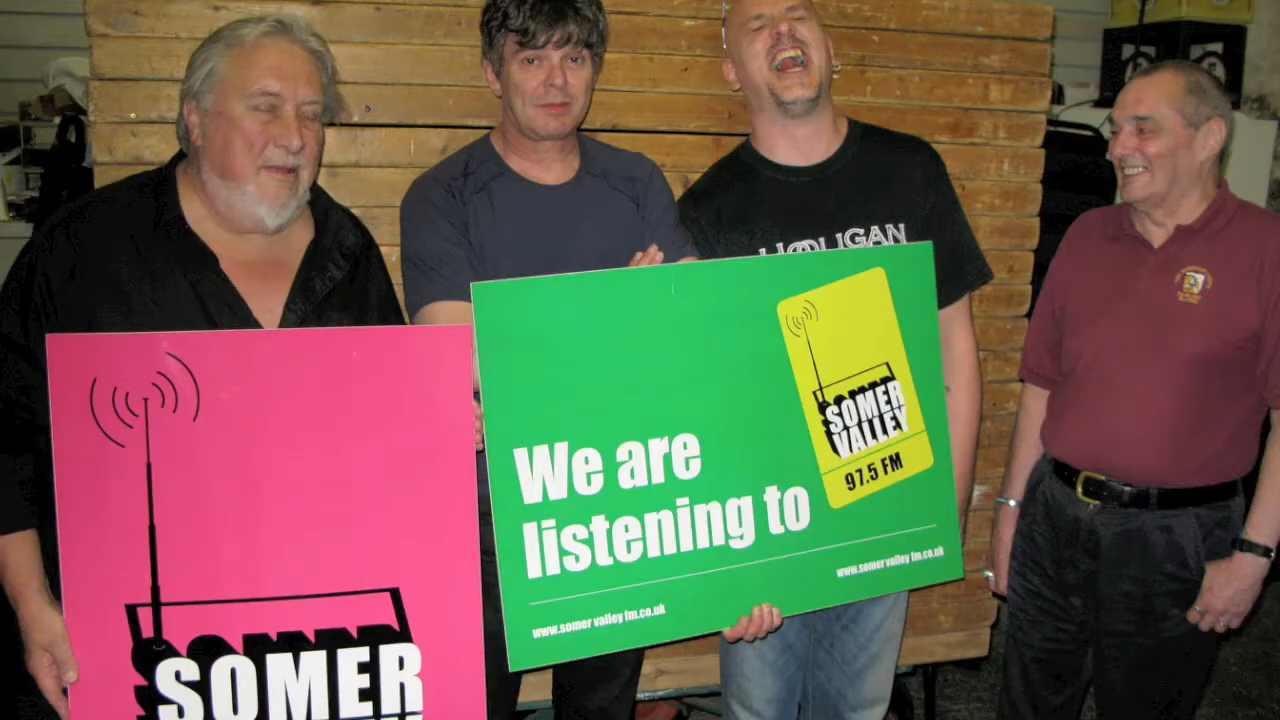 HOOLIGAN
SOMER
VALLEY
97.5 FM
We are
listening to
www.somer valley fm.co.uk
www.somer valley fm.co.uk
SOMER